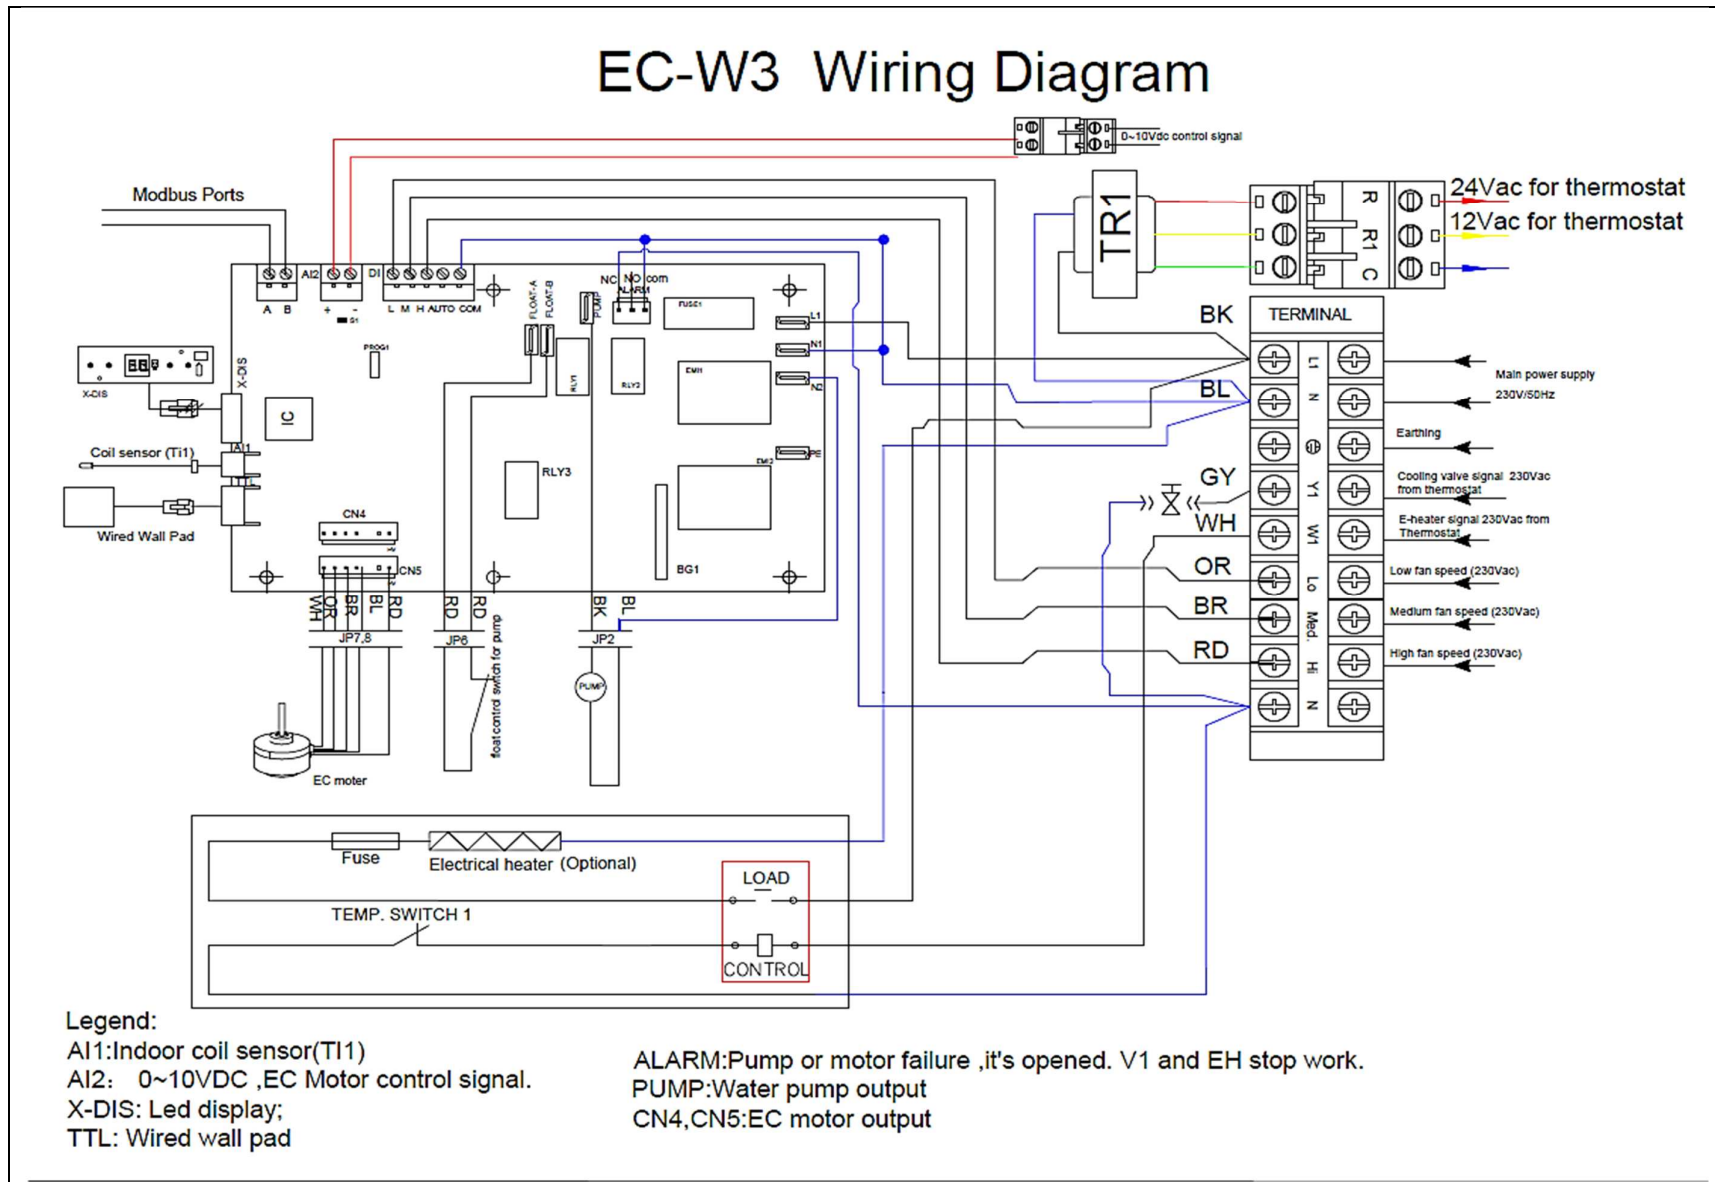 EC-W3 Wiring Diagram
0~10Vdc control signal
Modbus Ports
TR1
R
24Vac for thermostat
R1
12Vac for thermostat
C
A B
AI2
+ -
S1
DI
L M H AUTO COM
FLOAT-A
FLOAT-B
PUMP
NC NO com
ALARM
FUSE1
L1
N1
N2
PE
PROG1
RLY1
RLY2
EMI1
EMI2
X-DIS
X-DIS
IC
AI1
Coil sensor (Ti1)
Wired Wall Pad
RLY3
CN4
CN5
BG1
BK
BL
GY
WH
OR
BR
RD
TERMINAL
L1
N
Y1
W1
Lo
Med.
Hi
N
Main power supply
230V/50Hz
Earthing
Cooling valve signal 230Vac
from thermostat
E-heater signal 230Vac from
Thermostat
Low fan speed (230Vac)
Medium fan speed (230Vac)
High fan speed (230Vac)
WH
OR
BR
BL
RD
RD
RD
BK
BL
JP7,8
JP6
JP2
float control switch for pump
PUMP
EC moter
Fuse
Electrical heater (Optional)
LOAD
TEMP. SWITCH 1
CONTROL
Legend:
AI1:Indoor coil sensor(TI1)
AI2: 0~10VDC ,EC Motor control signal.
X-DIS: Led display;
TTL: Wired wall pad
ALARM:Pump or motor failure ,it's opened. V1 and EH stop work.
PUMP:Water pump output
CN4,CN5:EC motor output